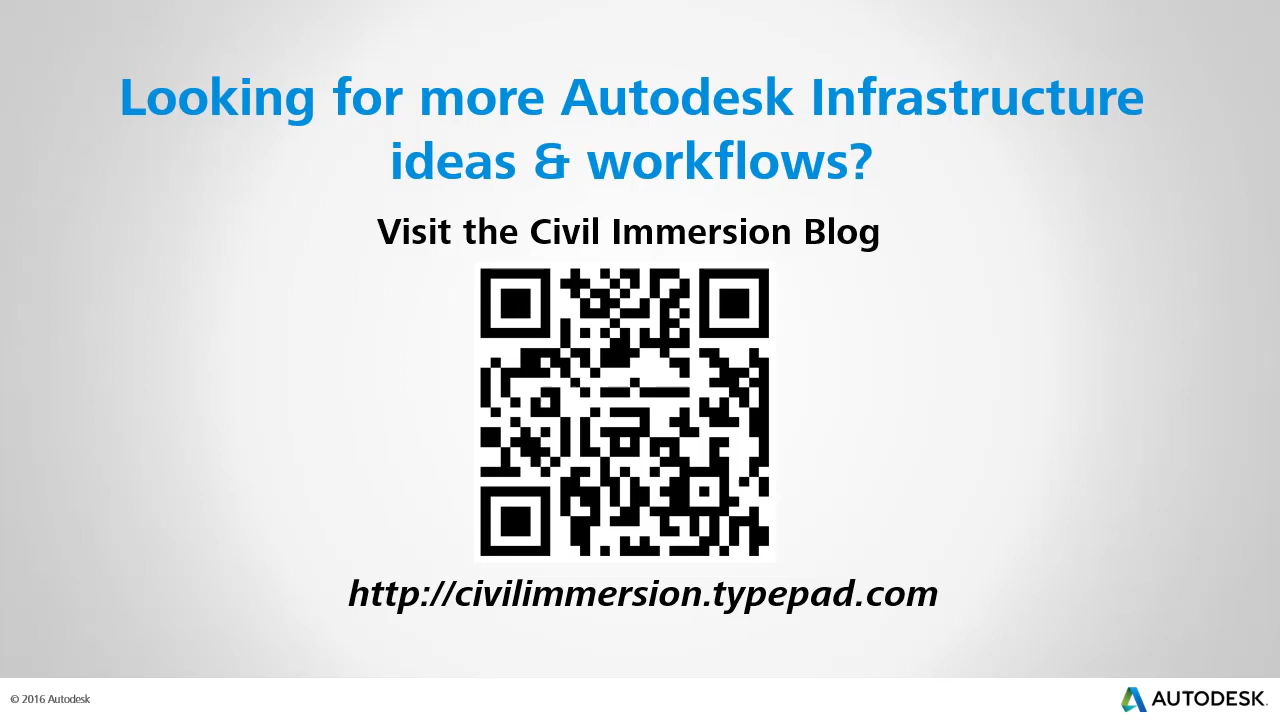 Looking for more Autodesk Infrastructure
ideas & workflows?
Visit the Civil Immersion Blog
http://civilimmersion.typepad.com
© 2016 Autodesk
AUTODESK.